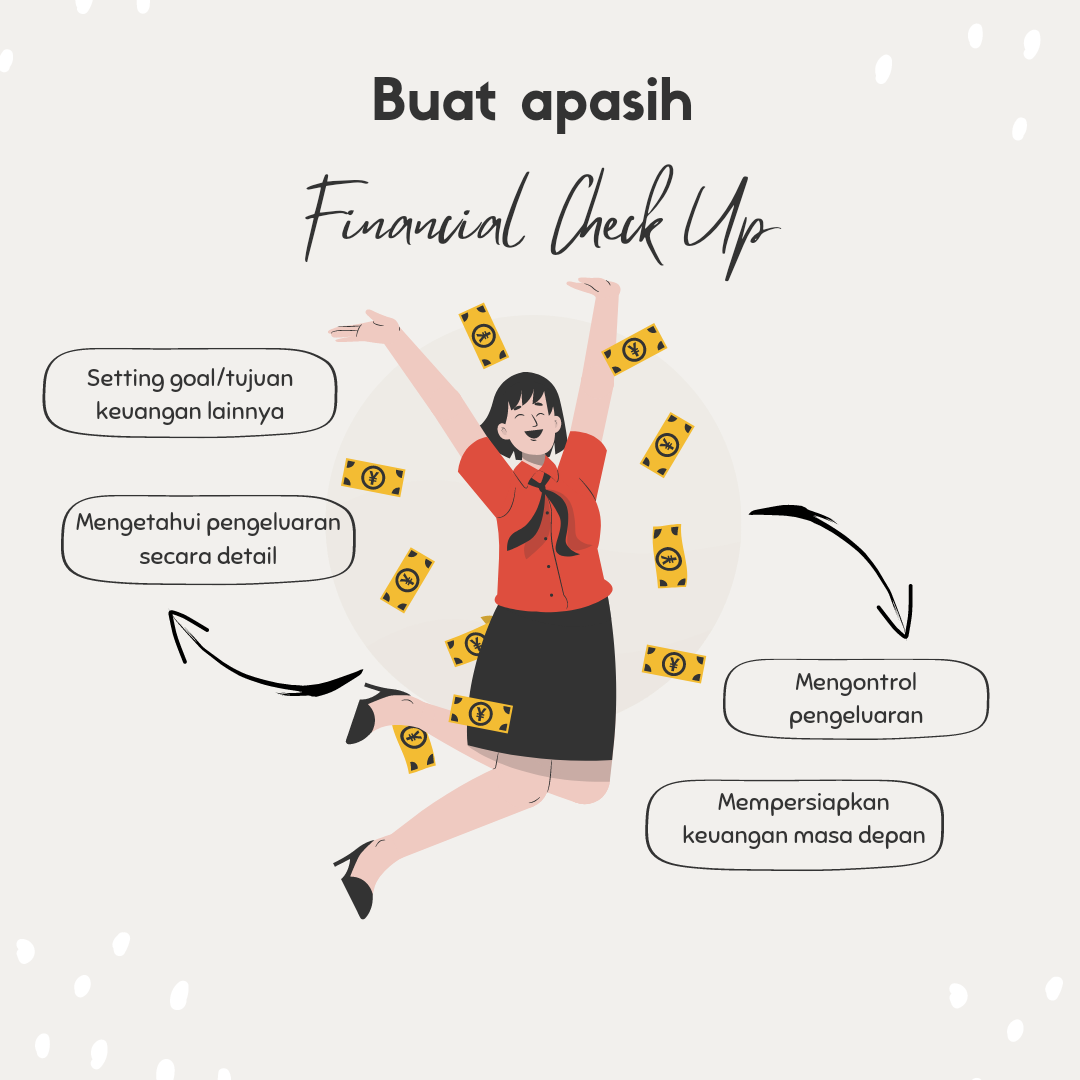 Buat apasih
Financial Check Up
Setting goal/tujuan
keuangan lainnya
Mengetahui pengeluaran
secara detail
Mengontrol
pengeluaran
Mempersiapkan
keuangan masa depan